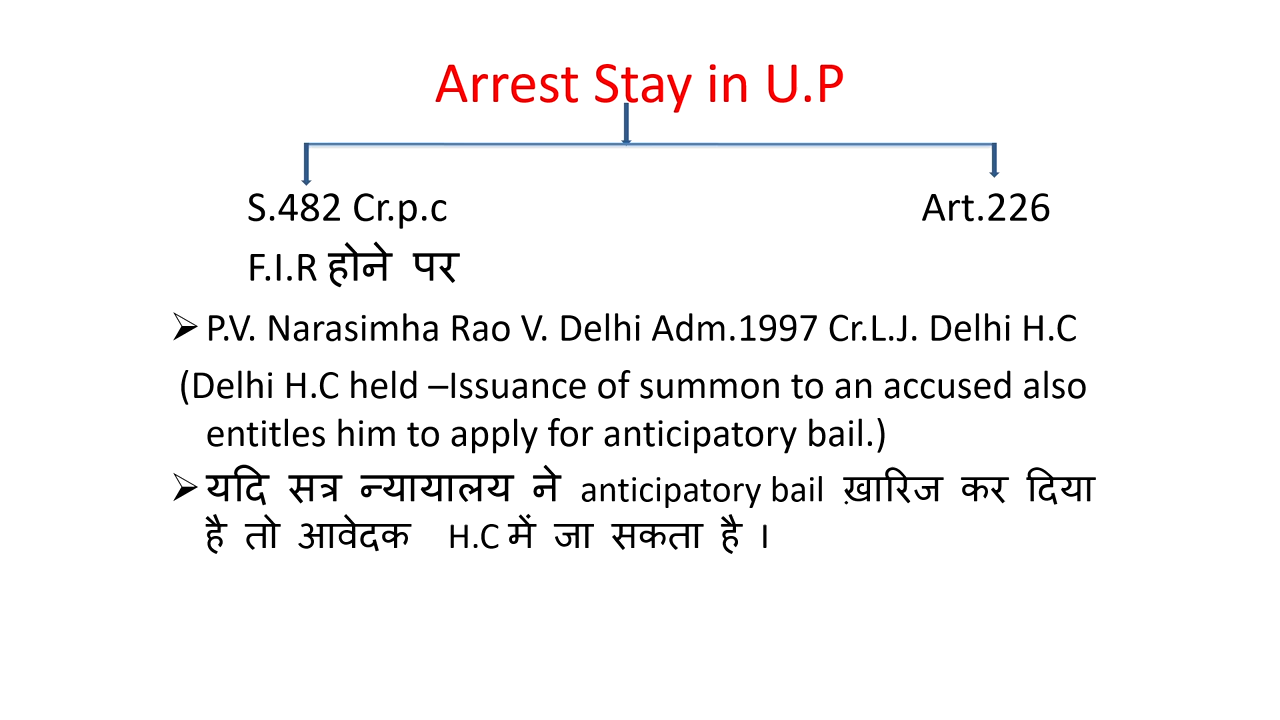 Arrest Stay in U.P
S.482 Cr.p.c Art.226
F.I.R होने पर
➢ P.V. Narasimha Rao V. Delhi Adm.1997 Cr.L.J. Delhi H.C
(Delhi H.C held –Issuance of summon to an accused also
entitles him to apply for anticipatory bail.)
➢ यदि सत्र न्यायालय ने anticipatory bail ख़ारिज कर दिया
है तो आवेदक H.C में जा सकता है ।